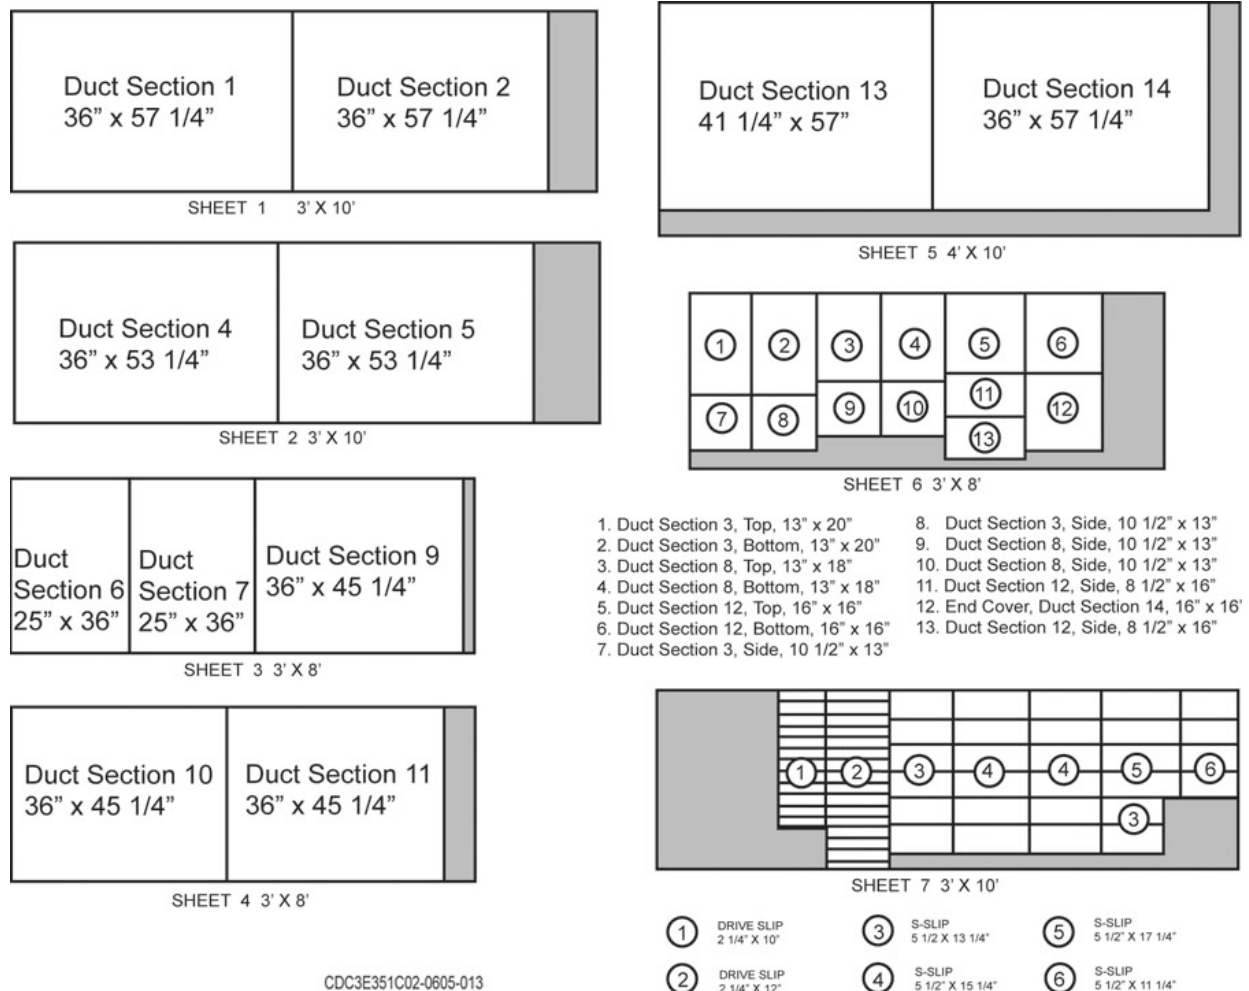 Duct Section 1
36” x 57 1/4”
Duct Section 2
36” x 57 1/4”
SHEET 1 3’ X 10’
Duct Section 4
36” x 53 1/4”
Duct Section 5
36” x 53 1/4”
SHEET 2 3’ X 10’
Duct
Section 6
25” x 36”
Duct
Section 7
25” x 36”
Duct Section 9
36” x 45 1/4”
SHEET 3 3’ X 8’
Duct Section 10
36” x 45 1/4”
Duct Section 11
36” x 45 1/4”
SHEET 4 3’ X 8’
CDC3E351C02-0605-013
Duct Section 13
41 1/4” x 57”
Duct Section 14
36” x 57 1/4”
SHEET 5 4’ X 10’
1 2 3 4 5 6
7 8 9 10 11 12
13
SHEET 6 3’ X 8’
1. Duct Section 3, Top, 13” x 20”
2. Duct Section 3, Bottom, 13” x 20”
3. Duct Section 8, Top, 13” x 18”
4. Duct Section 8, Bottom, 13” x 18”
5. Duct Section 12, Top, 16” x 16”
6. Duct Section 12, Bottom, 16” x 16”
7. Duct Section 3, Side, 10 1/2” x 13”
8. Duct Section 3, Side, 10 1/2” x 13”
9. Duct Section 8, Side, 10 1/2” x 13”
10. Duct Section 8, Side, 10 1/2” x 13”
11. Duct Section 12, Side, 8 1/2” x 16”
12. End Cover, Duct Section 14, 16” x 16”
13. Duct Section 12, Side, 8 1/2” x 16”
1 2 3 4 4 5 6
3
SHEET 7 3’ X 10’
1 DRIVE SLIP
2 1/4” X 10”
2 DRIVE SLIP
2 1/4” X 12”
3 S-SLIP
5 1/2 X 13 1/4”
4 S-SLIP
5 1/2” X 15 1/4”
5 S-SLIP
5 1/2” X 17 1/4”
6 S-SLIP
5 1/2” X 11 1/4”